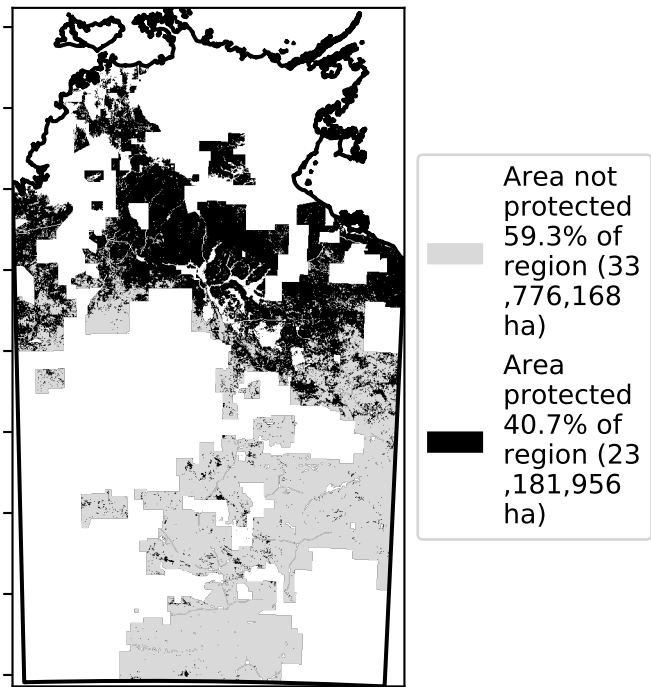 Area not
protected
59.3% of
region (33
,776,168
ha)
Area
protected
40.7% of
region (23
,181,956
ha)